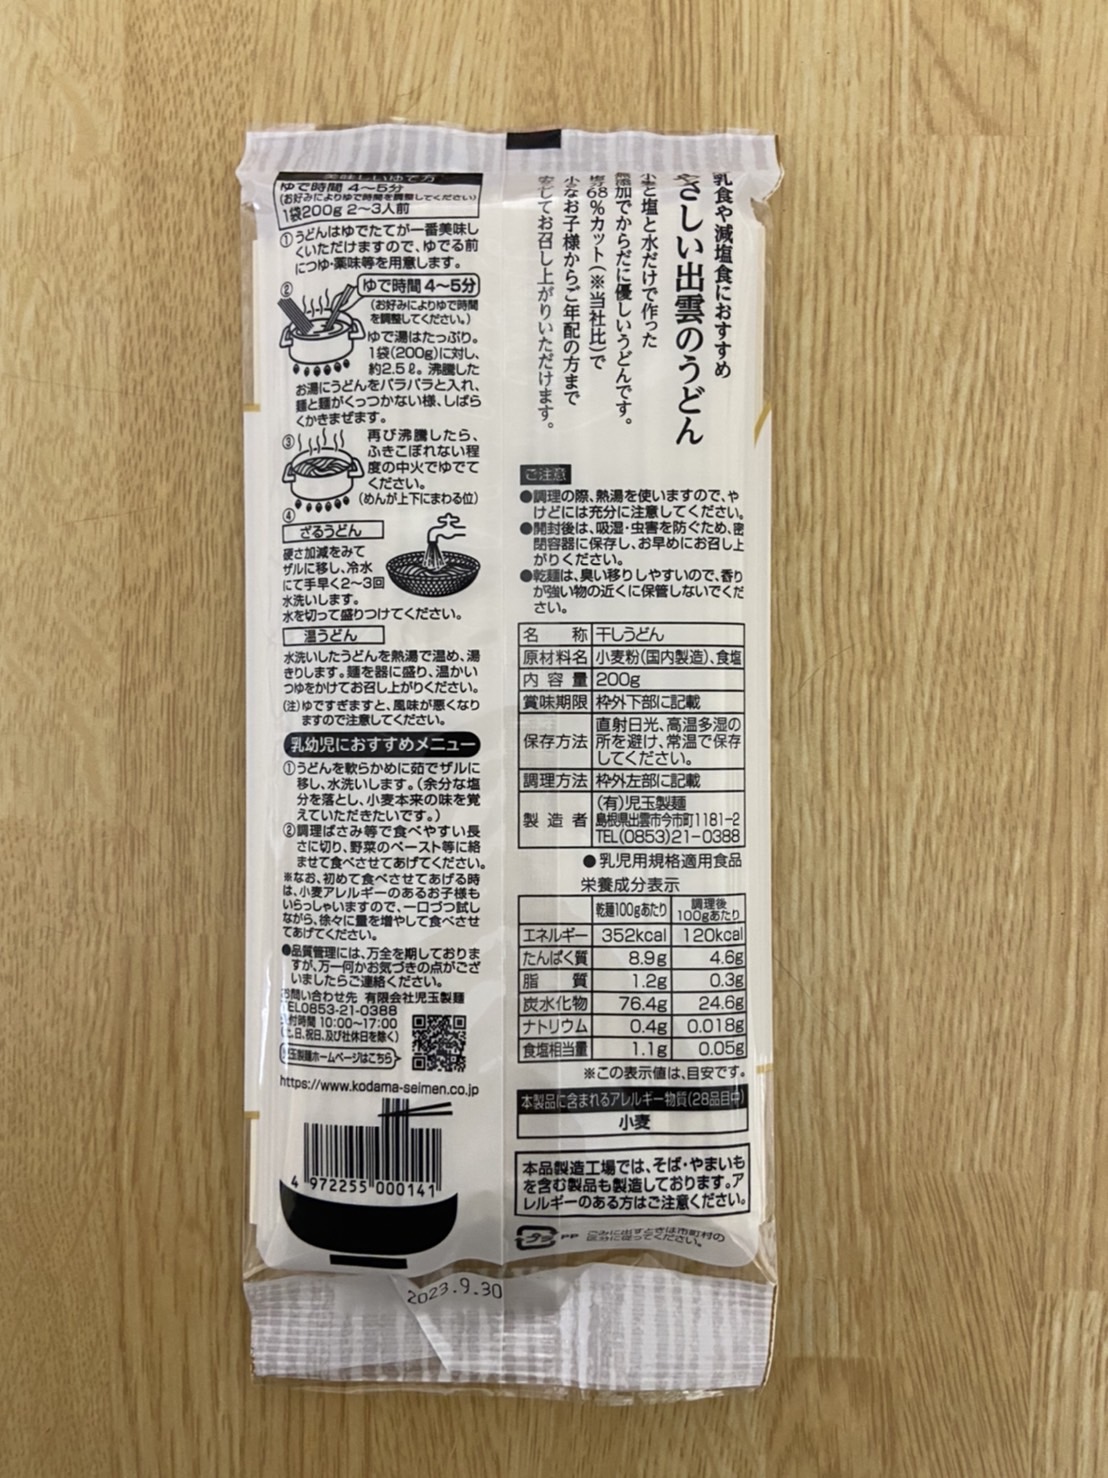 乳食や減塩食におすすめ
さしい出雲のうどん
と塩と水だけで作った
加でからだに優しいうどんです。
68%カット(※当社比)で
なお子様からご年配の方まで
してお召し上がりいただけます。
美味しいゆで方
ゆで時間 4〜5分
(お好みによりゆで時間を調整してください)
1袋200g 2〜3人前
①うどんはゆでたてが一番美味し
くいただけますので、ゆでる前
につゆ・薬味等を用意します。
②
ゆで時間4〜5分
(お好みによりゆで時間
を調整してください。)
ゆで湯はたっぷり。
1袋(200g)に対し、
約2.5ℓ。沸騰した
お湯にうどんをバラバラと入れ、
麺と麺がくっつかない様、しばら
くかきまぜます。
③
再び沸騰したら、
ふきこぼれない程
度の中火でゆでて
ください。
(めんが上下にまわる位)
④
ざるうどん
硬さ加減をみて
ザルに移し、冷水
にて手早く2〜3回
水洗いします。
水を切って盛りつけてください。
温うどん
水洗いしたうどんを熱湯で温め、湯
きりします。麺を器に盛り、温かい
つゆをかけてお召し上がりください。
(注)ゆですぎますと、風味が悪くなり
ますので注意してください。
乳幼児におすすめメニュー
①うどんを軟らかめに茹でザルに
移し、水洗いします。(余分な塩
分を落とし、小麦本来の味を覚
えていただきたいです。)
②調理ばさみ等で食べやすい長
さに切り、野菜のペースト等に絡
ませて食べさせてあげてください。
※なお、初めて食べさせてあげる時
は、小麦アレルギーのあるお子様も
いらっしゃいますので、一口づつ試し
ながら、徐々に量を増やして食べさせ
てあげてください。
●品質管理には、万全を期しておりま
すが、万一何かお気づきの点がござ
いましたらご連絡ください。
お問い合わせ先 有限会社児玉製麺
TEL0853-21-0388
受付時間 10:00〜17:00
(土、日、祝日、及び社休日を除く)
児玉製麺ホームページはこちら
https://www.kodama-seimen.co.jp
4 972255 000141
ご注意
●調理の際、熱湯を使いますので、や
けどには充分に注意してください。
●開封後は、吸湿・虫害を防ぐため、密
閉容器に保存し、お早めにお召し上
がりください。
●乾麺は、臭い移りしやすいので、香り
が強い物の近くに保管しないでくだ
さい。
名 称 干しうどん
原材料名 小麦粉(国内製造)、食塩
内容量 200g
賞味期限 枠外下部に記載
保存方法 直射日光、高温多湿の
所を避け、常温で保存
してください。
調理方法 枠外左部に記載
製造者 (有)児玉製麺
島根県出雲市今市町1181-2
TEL(0853)21-0388
●乳児用規格適用食品
栄養成分表示
乾麺100gあたり 調理後100gあたり
エネルギー 352kcal 120kcal
たんぱく質 8.9g 4.6g
脂 質 1.2g 0.3g
炭水化物 76.4g 24.6g
ナトリウム 0.4g 0.018g
食塩相当量 1.1g 0.05g
※この表示値は、目安です。
本製品に含まれるアレルギー物質(28品目中)
小麦
本品製造工場では、そば・やまいも
を含む製品も製造しております。ア
レルギーのある方はご注意ください。
プラ PP ごみに出すときは市町村の
区分に従ってください。
2023.9.30